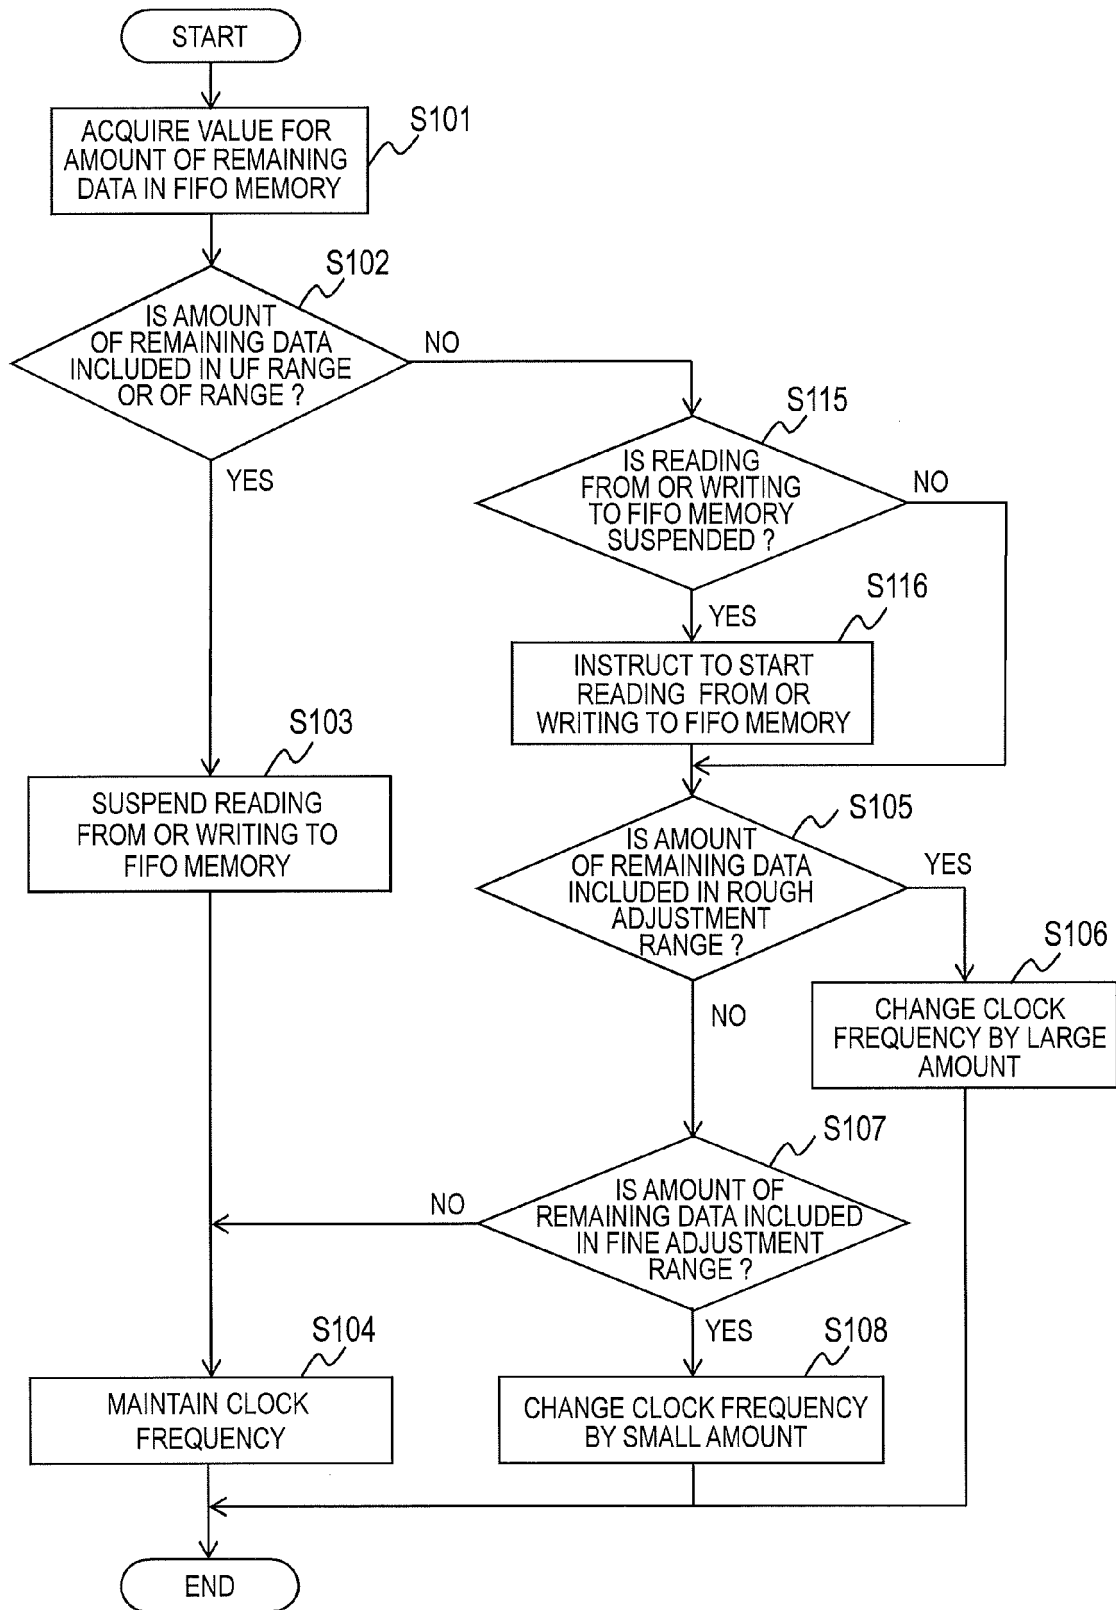 START
S101
ACQUIRE VALUE FOR
AMOUNT OF REMAINING
DATA IN FIFO MEMORY
S102
IS AMOUNT
OF REMAINING DATA
INCLUDED IN UF RANGE
OR OF RANGE ?
NO
YES
S115
IS READING
FROM OR WRITING
TO FIFO MEMORY
SUSPENDED ?
NO
YES
S116
INSTRUCT TO START
READING FROM OR
WRITING TO FIFO MEMORY
S103
SUSPEND READING
FROM OR WRITING TO
FIFO MEMORY
S105
IS AMOUNT
OF REMAINING DATA
INCLUDED IN ROUGH
ADJUSTMENT
RANGE ?
YES
NO
S106
CHANGE CLOCK
FREQUENCY BY LARGE
AMOUNT
S107
IS AMOUNT OF
REMAINING DATA INCLUDED
IN FINE ADJUSTMENT
RANGE ?
NO
YES
S104
MAINTAIN CLOCK
FREQUENCY
S108
CHANGE CLOCK FREQUENCY
BY SMALL AMOUNT
END